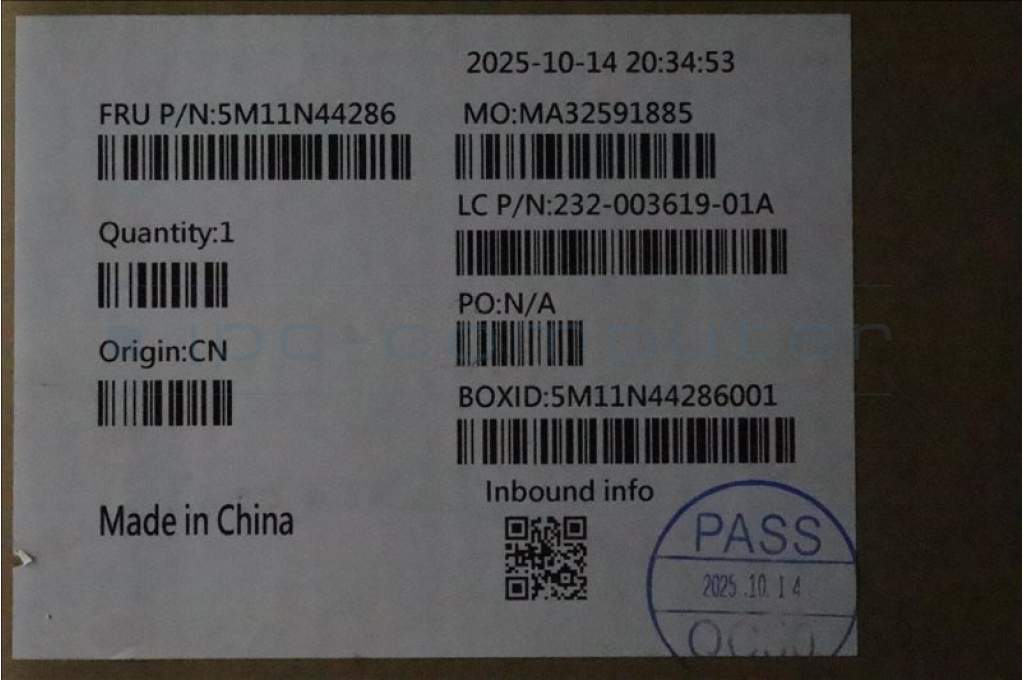 2025-10-14 20:34:53
FRU P/N:5M11N44286
MO:MA32591885
LC P/N:232-003619-01A
Quantity:1
PO:N/A
Origin:CN
BOXID:5M11N44286001
Inbound info
Made in China
PASS
2025.10.14